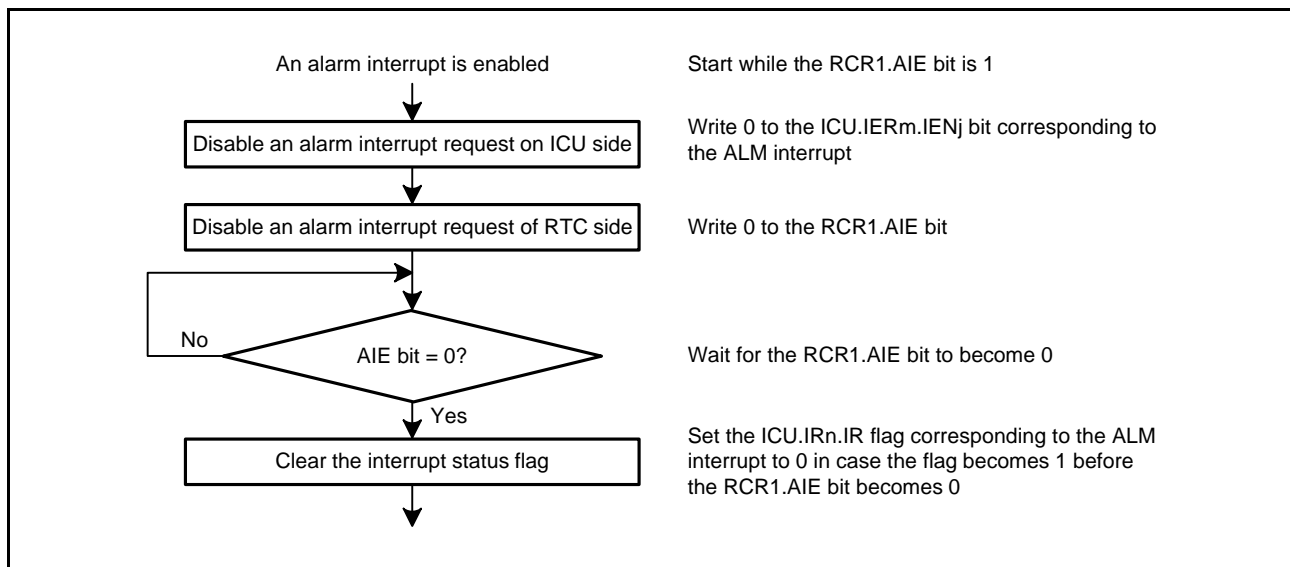 An alarm interrupt is enabled
Start while the RCR1.AIE bit is 1
Disable an alarm interrupt request on ICU side
Write 0 to the ICU.IERm.IENj bit corresponding to
the ALM interrupt
Disable an alarm interrupt request of RTC side
Write 0 to the RCR1.AIE bit
No
AIE bit = 0?
Wait for the RCR1.AIE bit to become 0
Yes
Clear the interrupt status flag
Set the ICU.IRn.IR flag corresponding to the ALM
interrupt to 0 in case the flag becomes 1 before
the RCR1.AIE bit becomes 0